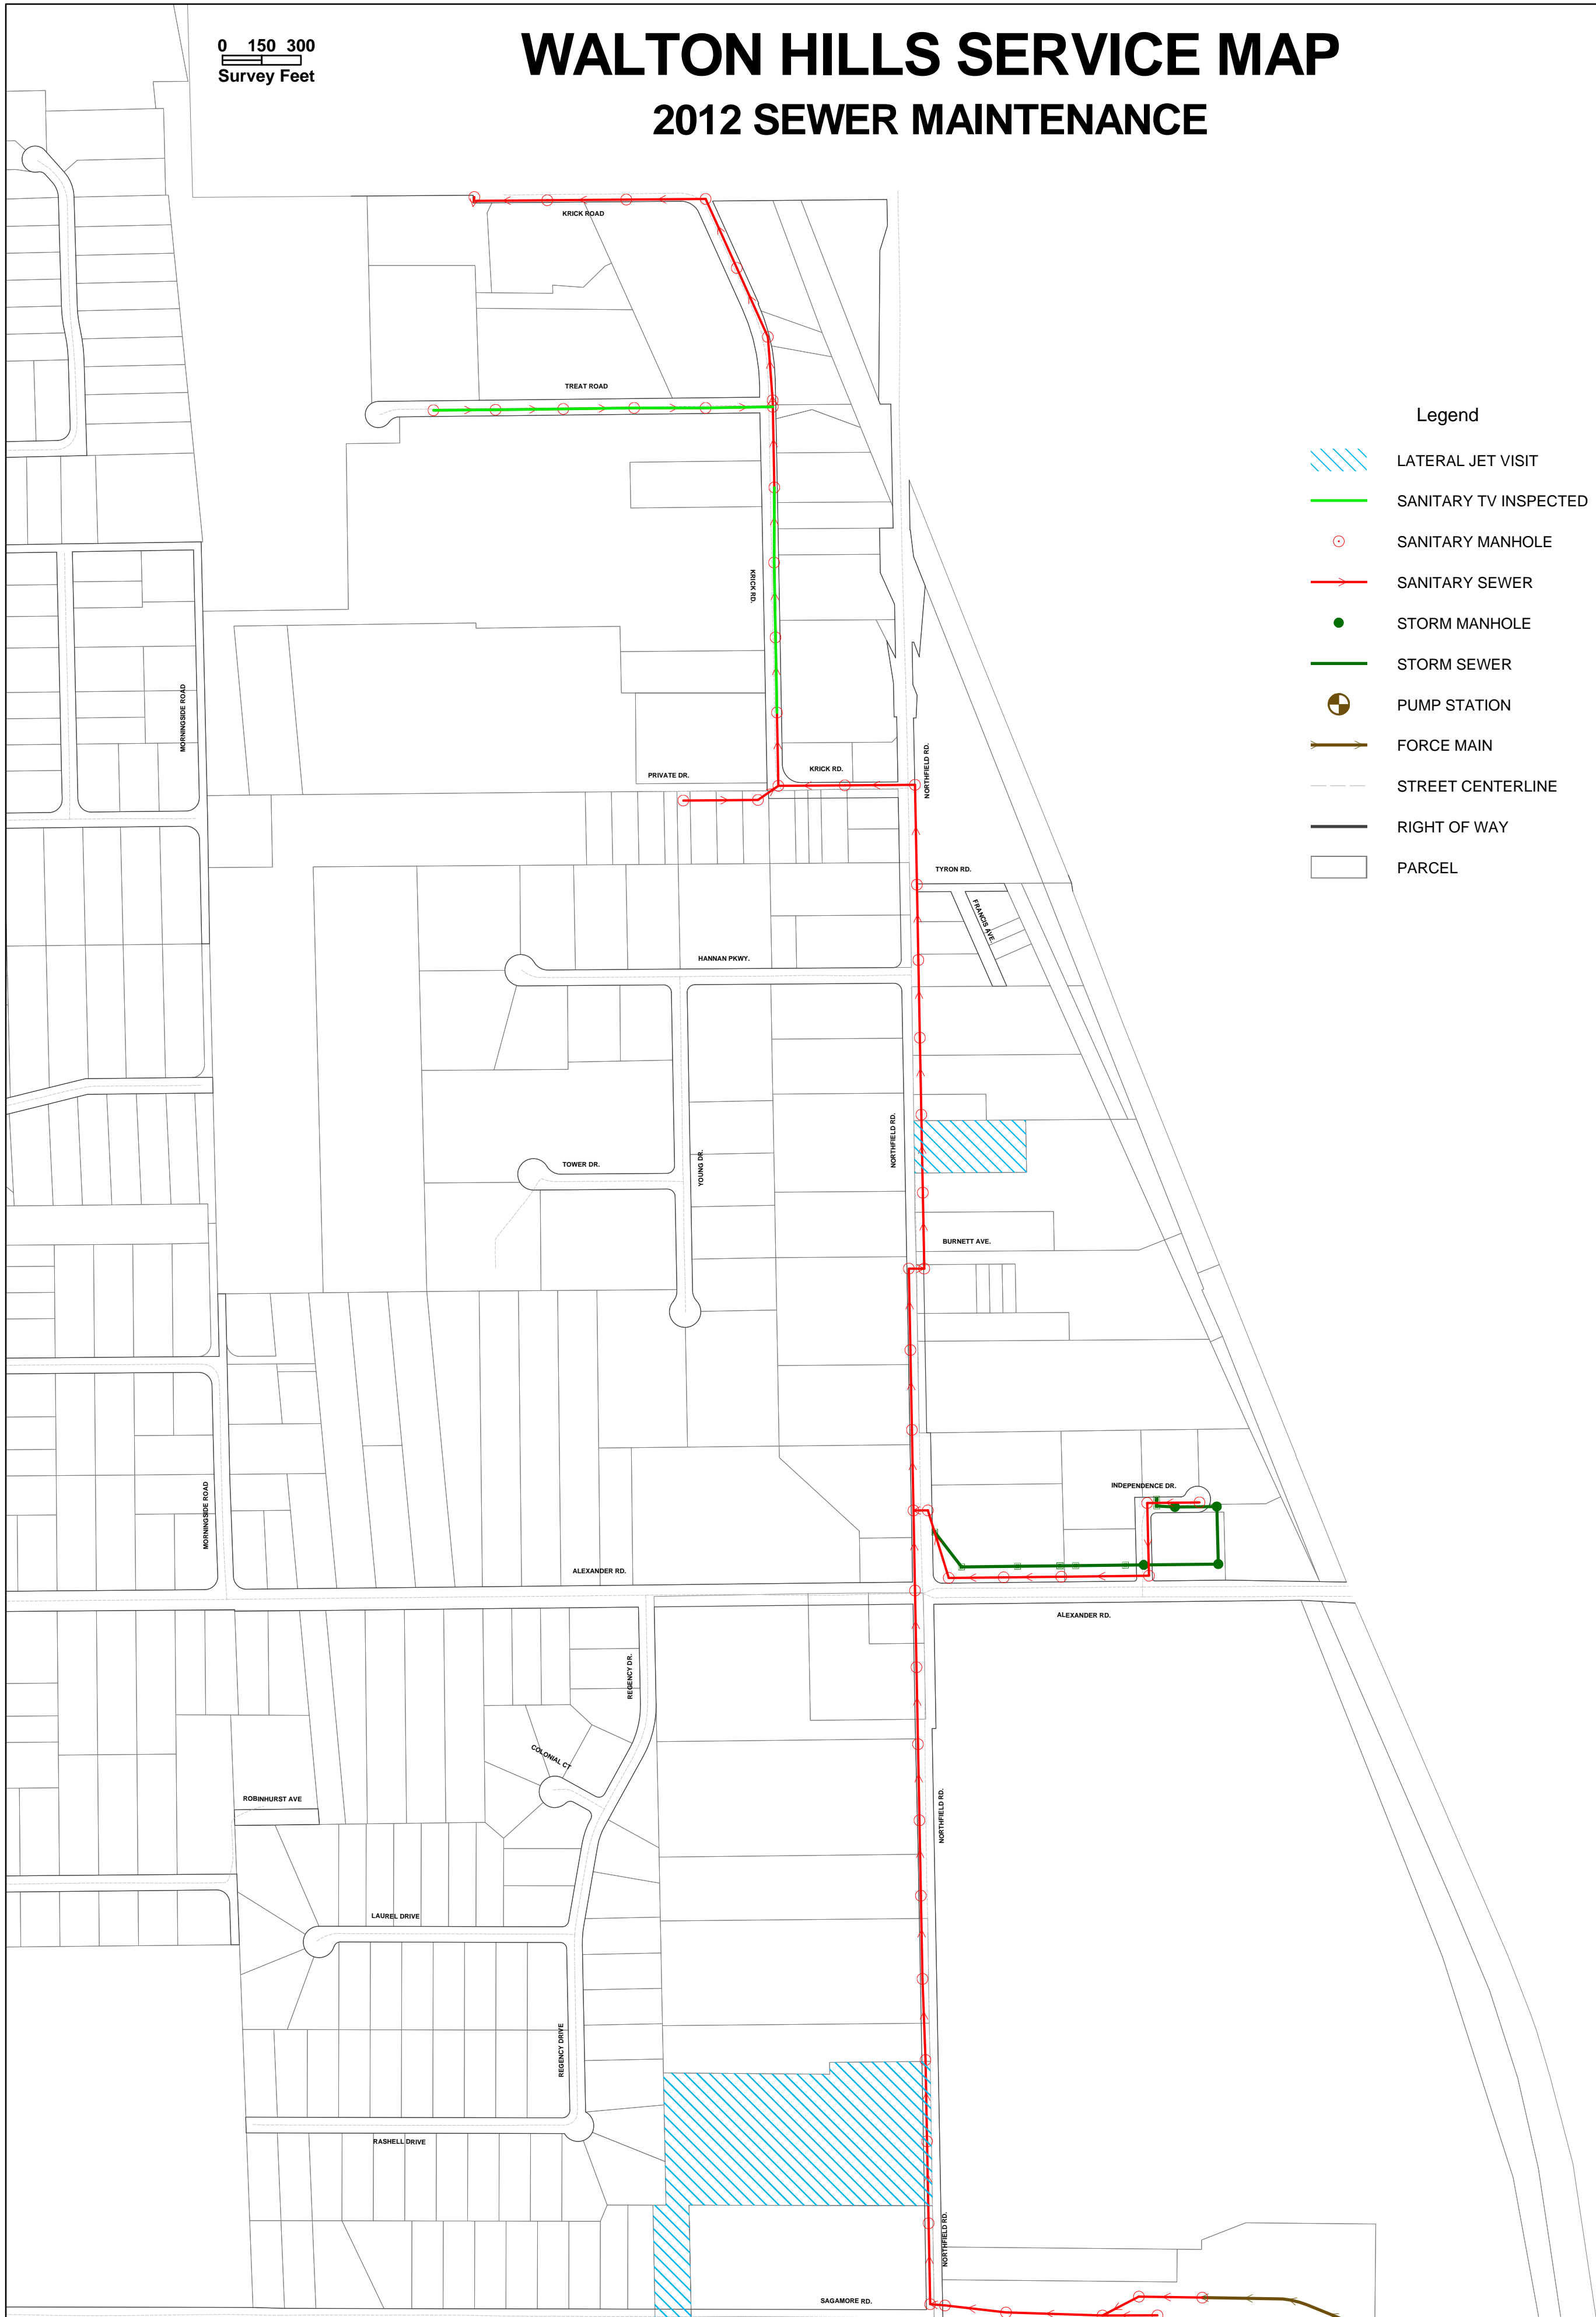 0 150 300
Survey Feet
WALTON HILLS SERVICE MAP
2012 SEWER MAINTENANCE
KRICK ROAD
TREAT ROAD
Legend
LATERAL JET VISIT
SANITARY TV INSPECTED
SANITARY MANHOLE
SANITARY SEWER
STORM MANHOLE
STORM SEWER
PUMP STATION
FORCE MAIN
STREET CENTERLINE
RIGHT OF WAY
PARCEL
KRICK RD.
MORNINGSIDE ROAD
NORTHFIELD RD.
PRIVATE DR.
KRICK RD.
TYRON RD.
FRANCIS AVE.
HANNAN PKWY.
NORTHFIELD RD.
TOWER DR.
YOUNG DR.
BURNETT AVE.
INDEPENDENCE DR.
MORNINGSIDE ROAD
ALEXANDER RD.
ALEXANDER RD.
REGENCY DR.
COLONIAL CT
ROBINHURST AVE
NORTHFIELD RD.
LAUREL DRIVE
REGENCY DRIVE
RASHELL DRIVE
NORTHFIELD RD.
SAGAMORE RD.